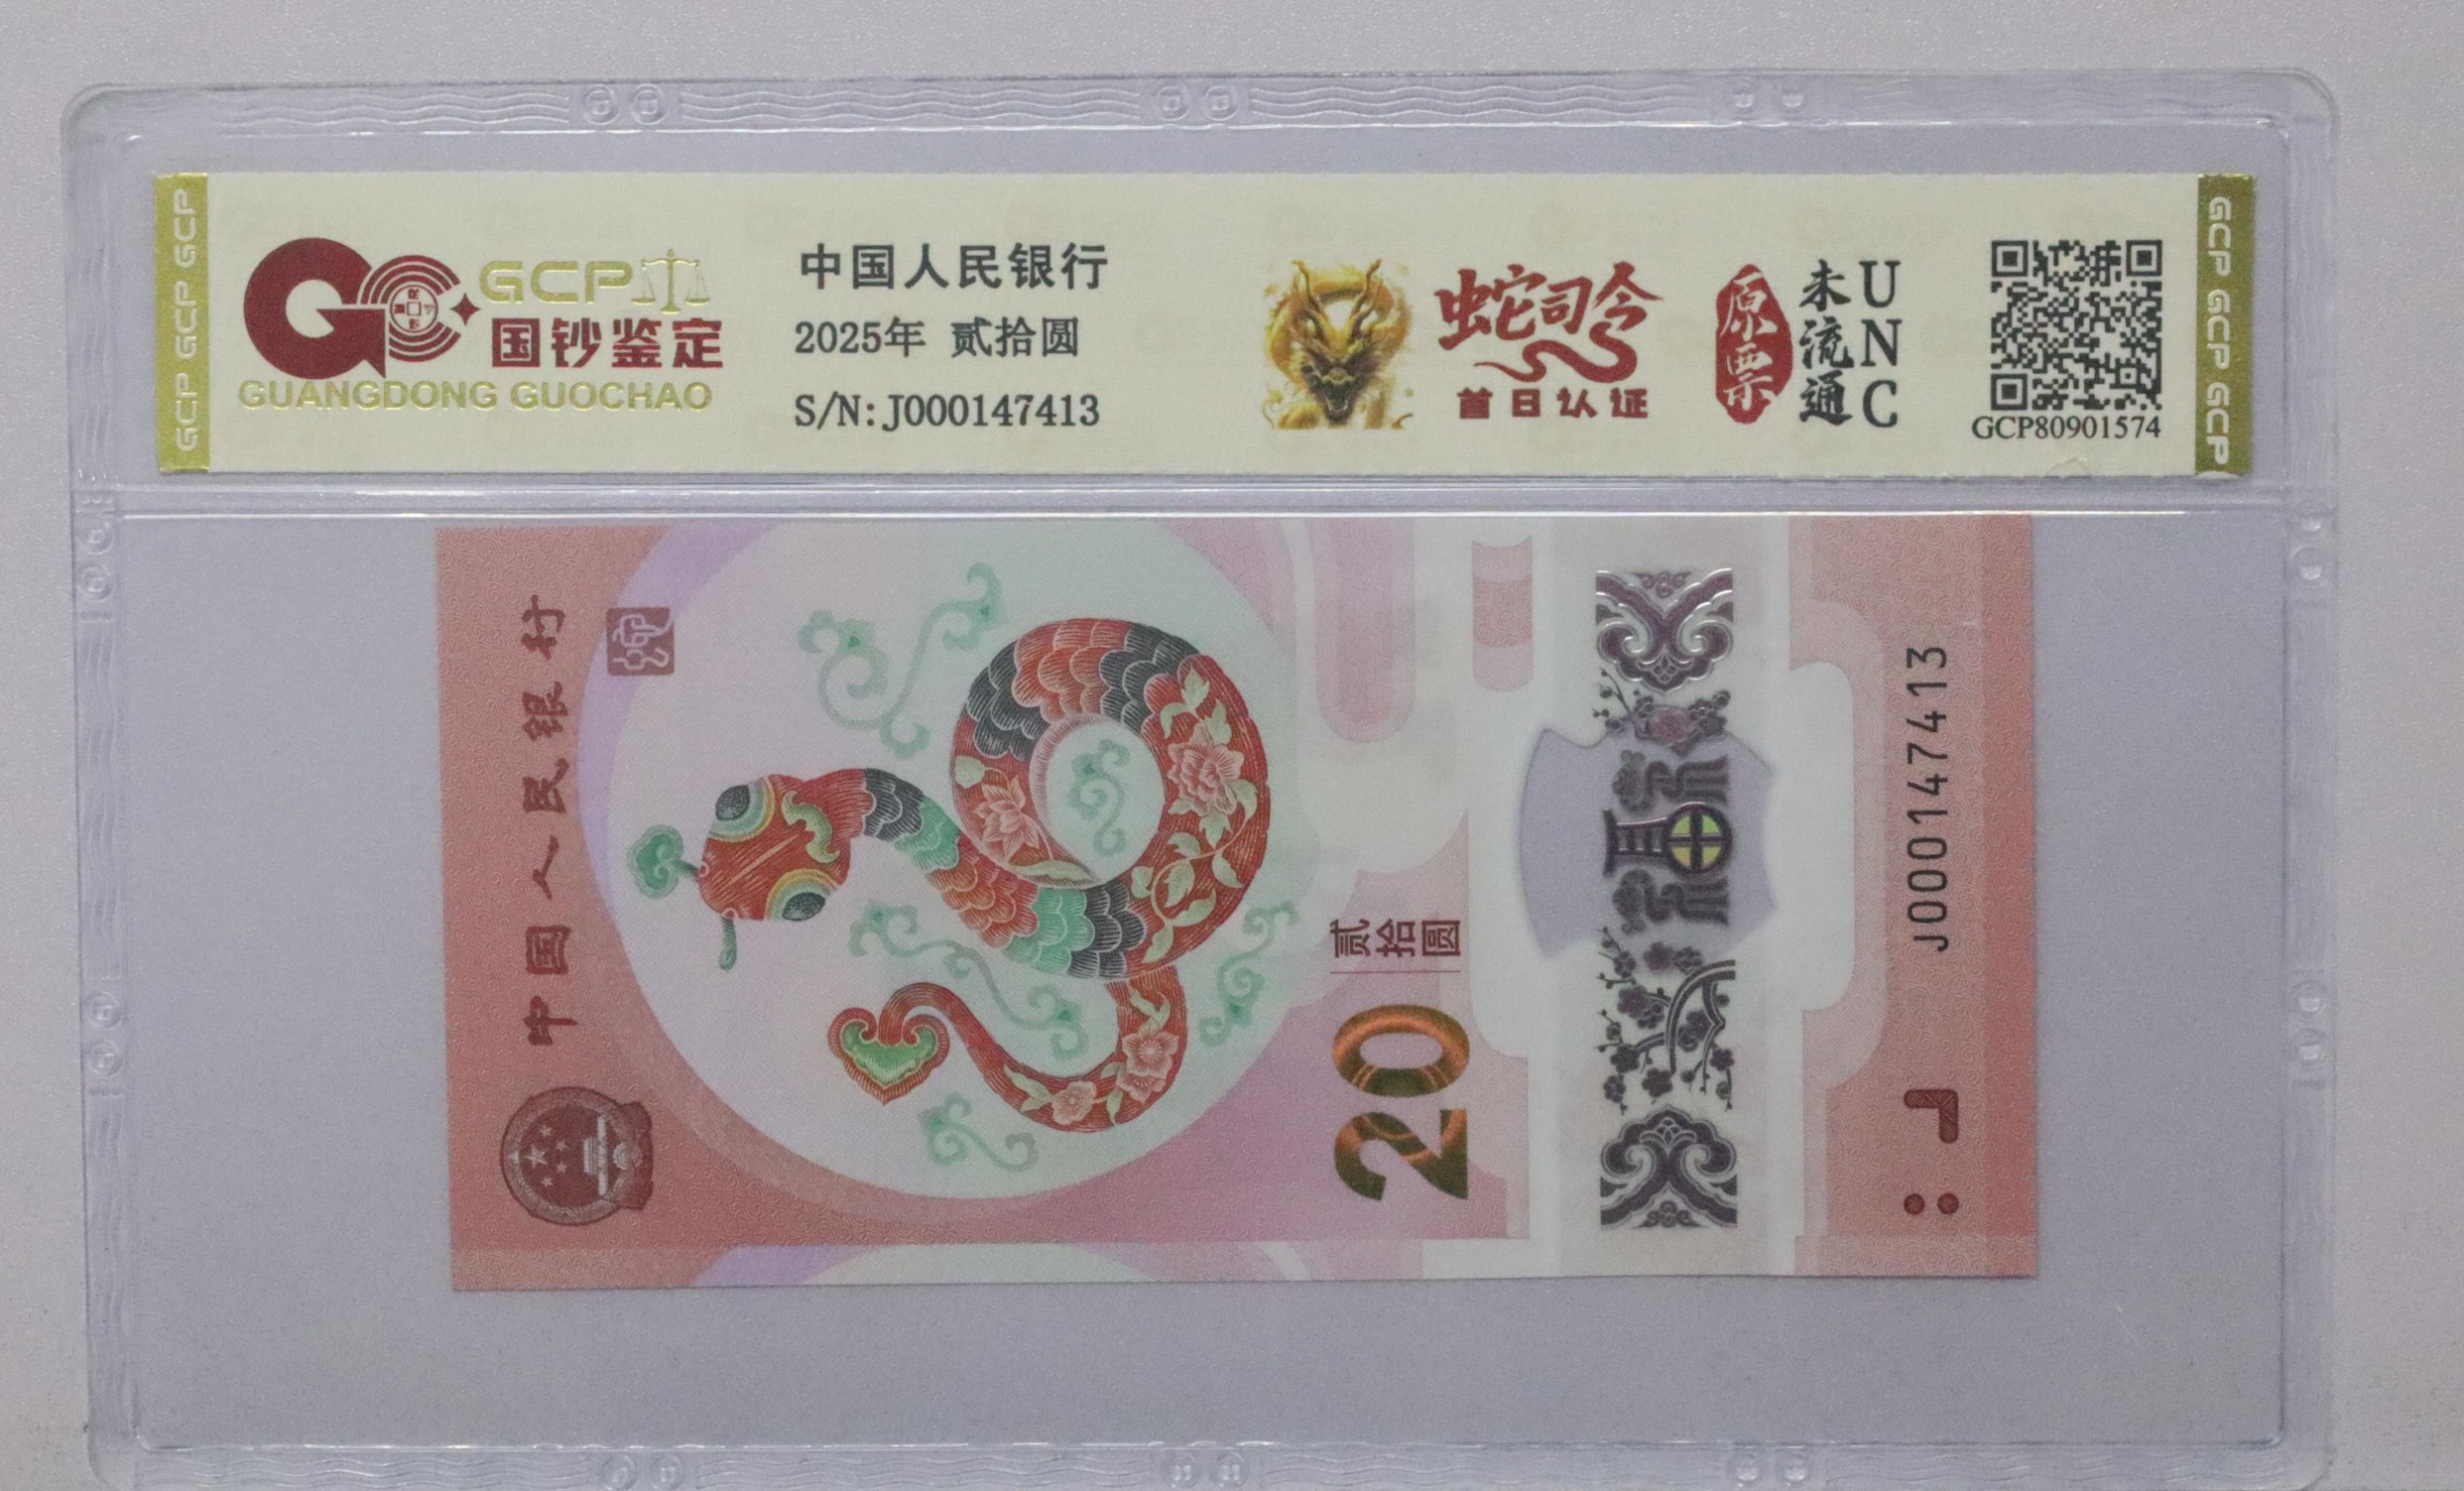 GCP GCP GCP
GCP
国钞鉴定
GUANGDONG GUOCHAO
中国人民银行
2025年 贰拾圆
S/N:J000147413
蛇司令
首日认证
原票
未流通
UNC
GCP80901574
GCP GCP GCP
中国人民银行
贰拾圆
20
福
J000147413